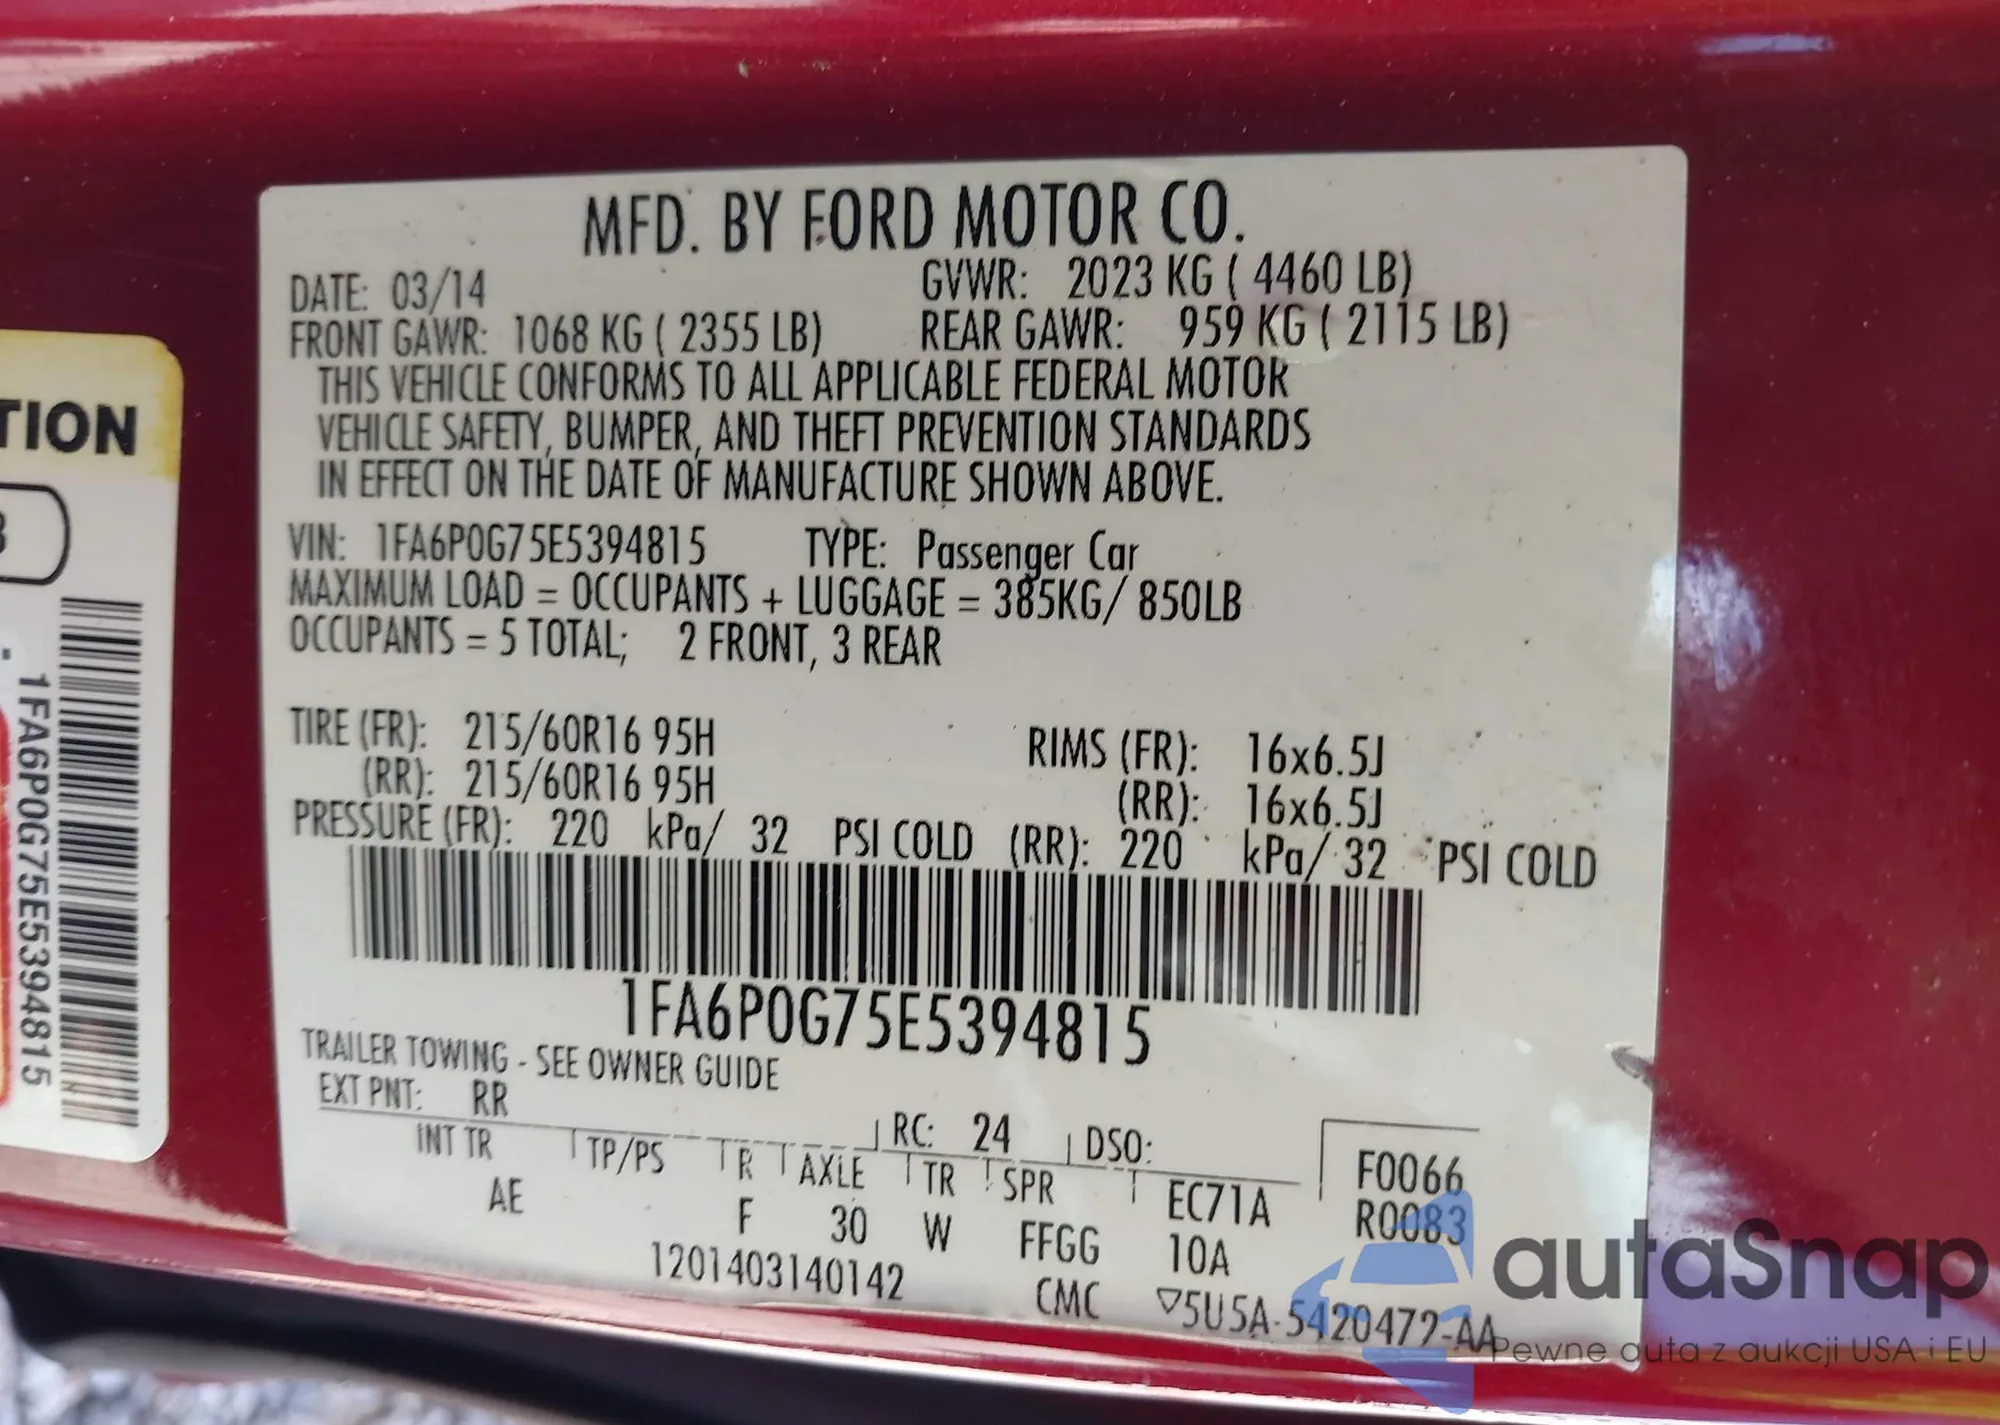 MFD. BY FORD MOTOR CO.
DATE: 03/14 GVWR: 2023 KG ( 4460 LB)
FRONT GAWR: 1068 KG ( 2355 LB) REAR GAWR: 959 KG ( 2115 LB)
THIS VEHICLE CONFORMS TO ALL APPLICABLE FEDERAL MOTOR
VEHICLE SAFETY, BUMPER, AND THEFT PREVENTION STANDARDS
IN EFFECT ON THE DATE OF MANUFACTURE SHOWN ABOVE.
VIN: 1FA6P0G75E5394815 TYPE: Passenger Car
MAXIMUM LOAD = OCCUPANTS + LUGGAGE = 385KG/ 850LB
OCCUPANTS = 5 TOTAL; 2 FRONT, 3 REAR
TIRE (FR): 215/60R16 95H RIMS (FR): 16x6.5J
(RR): 215/60R16 95H (RR): 16x6.5J
PRESSURE (FR): 220 kPa/ 32 PSI COLD (RR): 220 kPa/ 32 PSI COLD
1FA6P0G75E5394815
TRAILER TOWING - SEE OWNER GUIDE
EXT PNT: RR RC: 24 DSO: F0066
INT TR TP/PS R AXLE TR SPR EC71A R0083
AE F 30 W FFGG 10A
1201403140142 CMC ▽5U5A-5420472-AA
TION
1FA6P0G75E5394815
autaSnap
Pewne auta z aukcji USA i EU